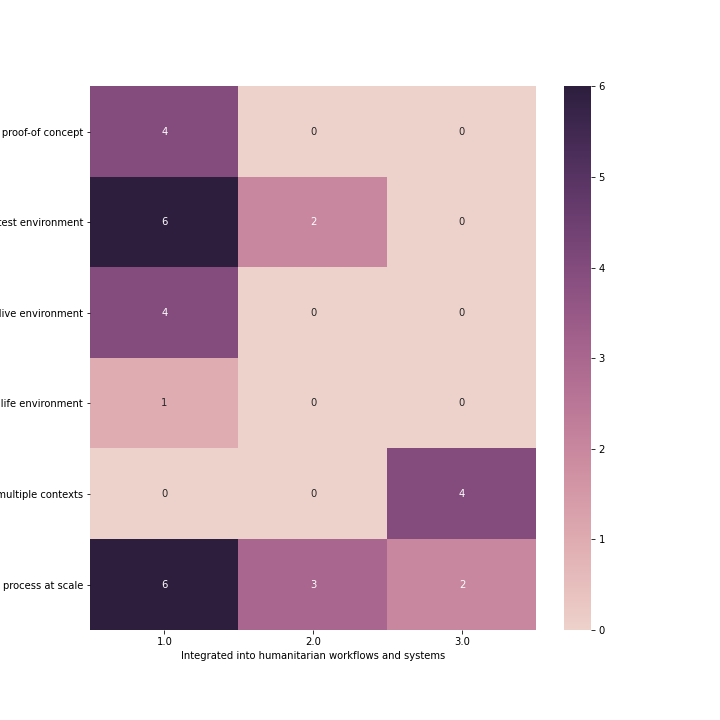 proof-of concept 4 0 0
test environment 6 2 0
live environment 4 0 0
life environment 1 0 0
multiple contexts 0 0 4
process at scale 6 3 2
1.0 2.0 3.0
Integrated into humanitarian workflows and systems
6
5
4
3
2
1
0